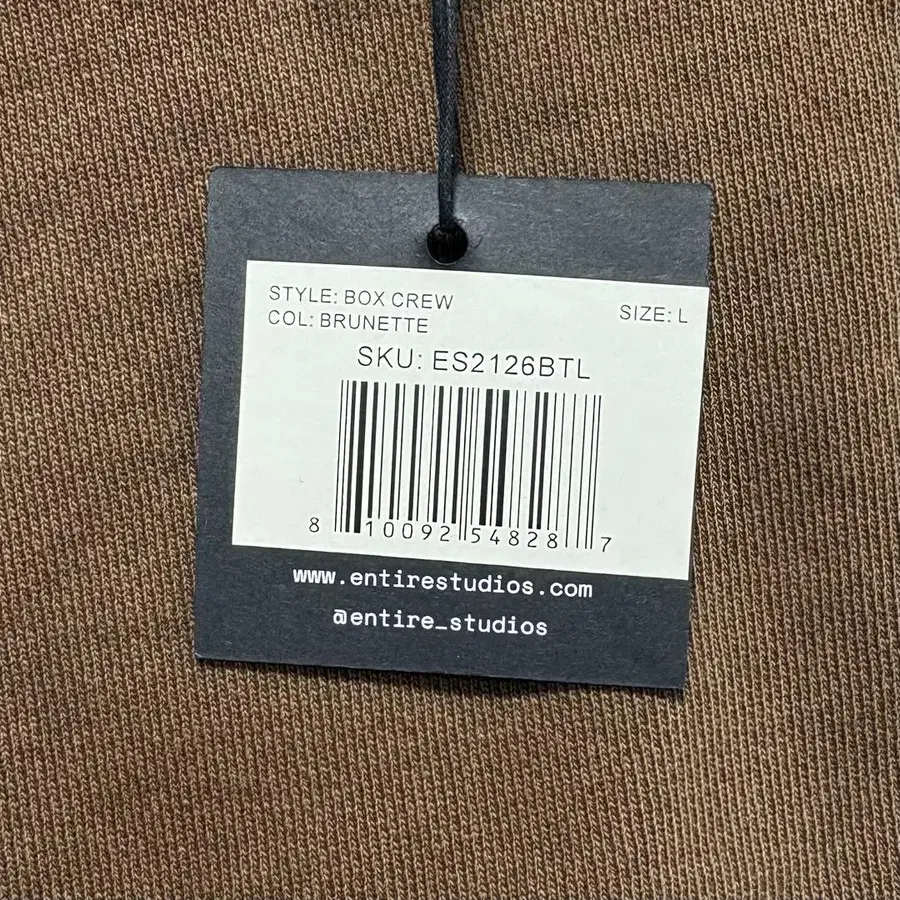 STYLE: BOX CREW
SIZE: L
COL: BRUNETTE
SKU: ES2126BTL
8 10092 54828 7
www.entirestudios.com
@entire_studios